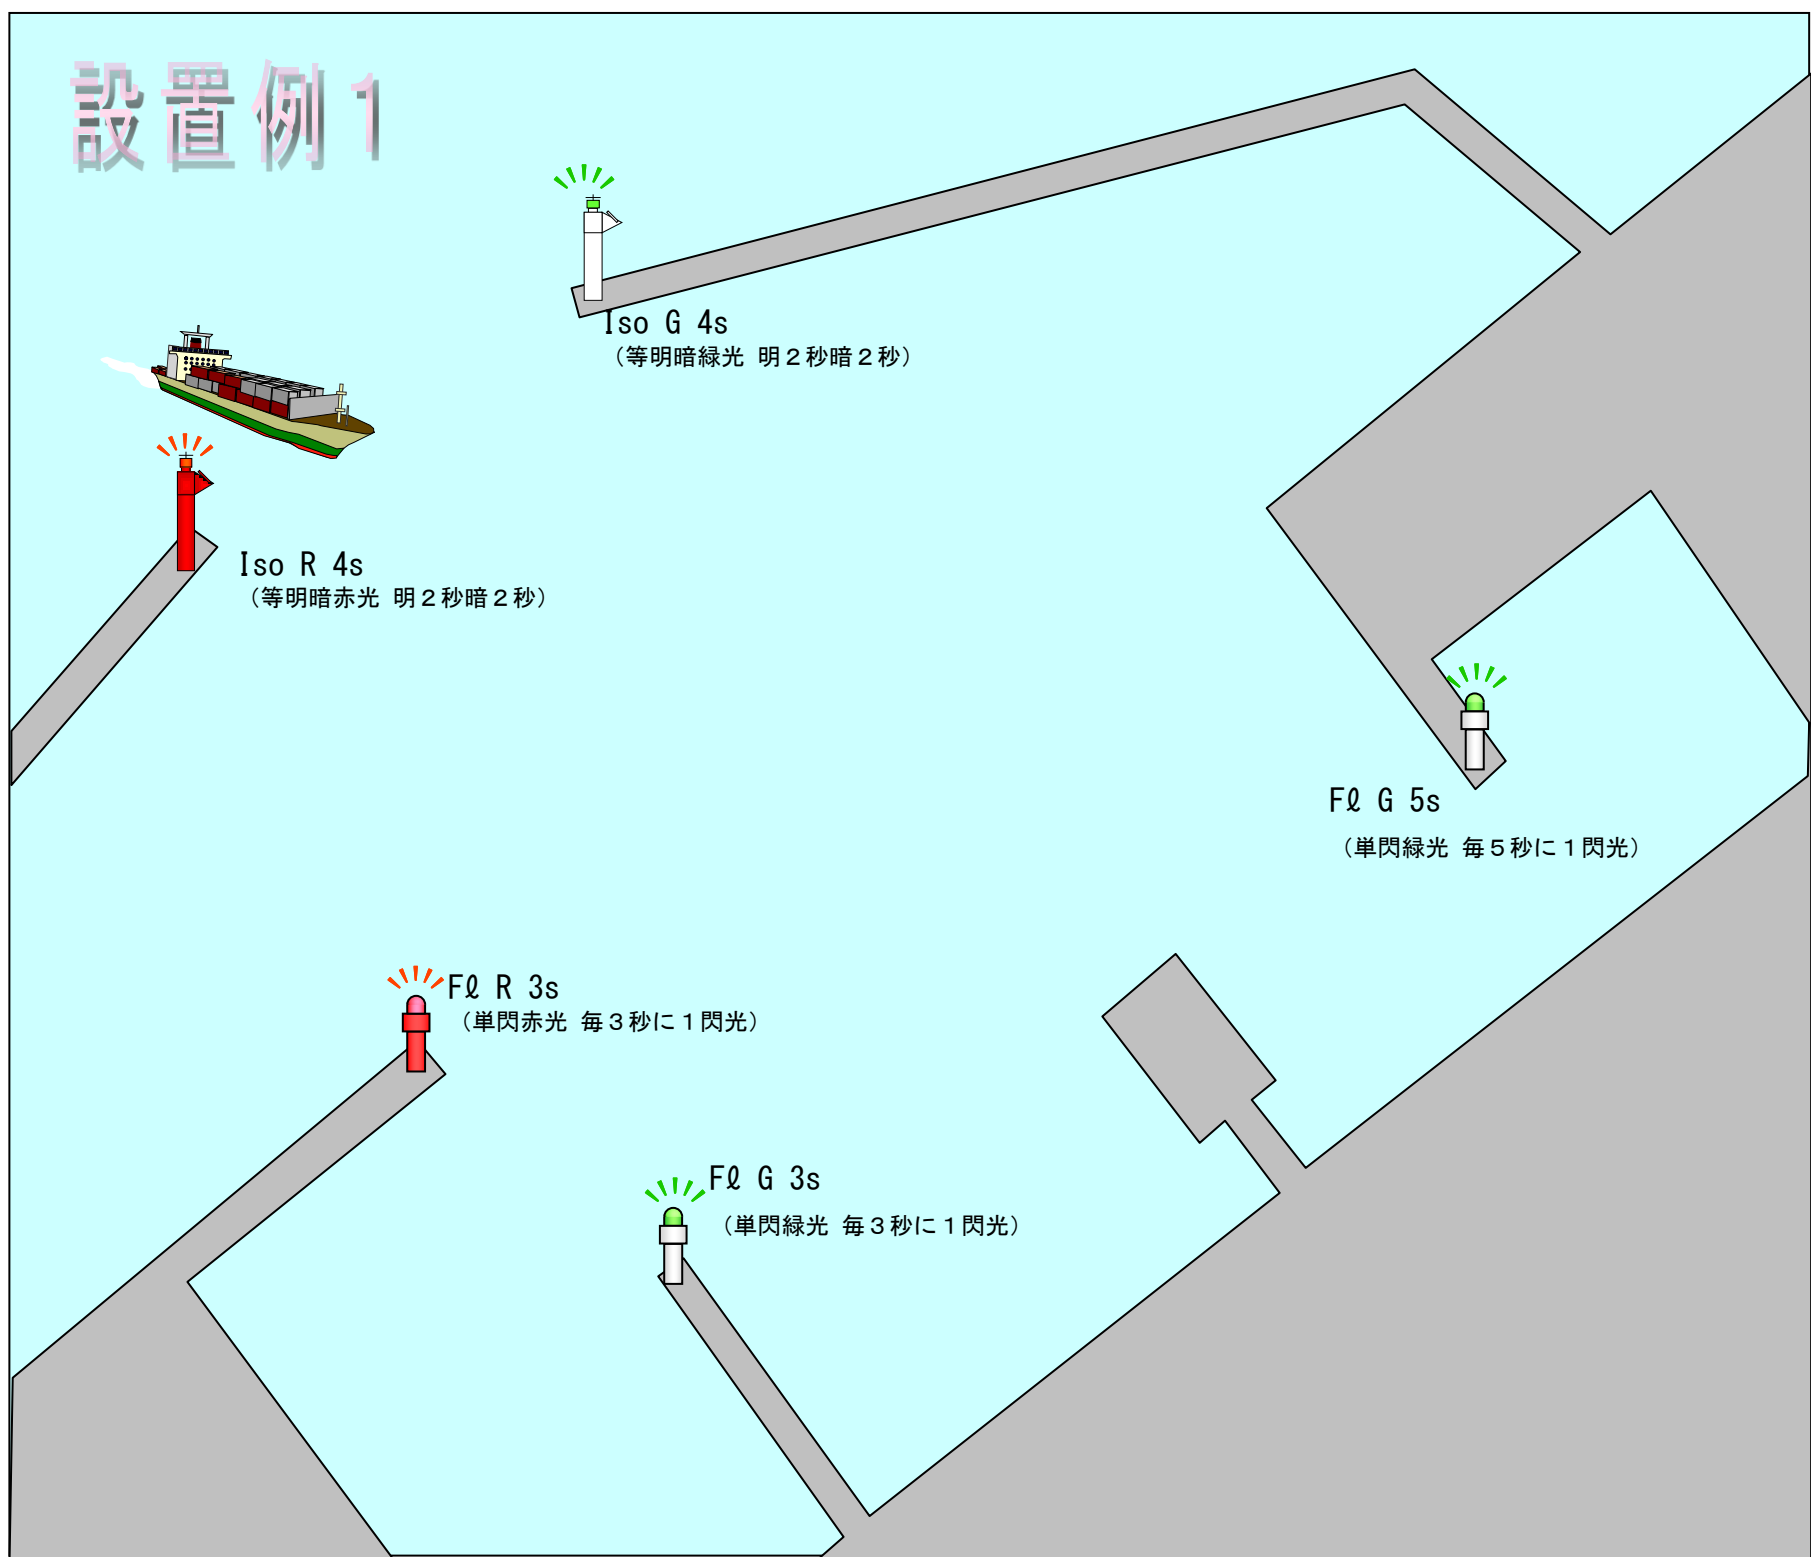 設置例1
Iso G 4s
（等明暗緑光 明２秒暗２秒）
Iso R 4s
（等明暗赤光 明２秒暗２秒）
Fℓ G 5s
（単閃緑光 毎５秒に１閃光）
Fℓ R 3s
（単閃赤光 毎３秒に１閃光）
Fℓ G 3s
（単閃緑光 毎３秒に１閃光）